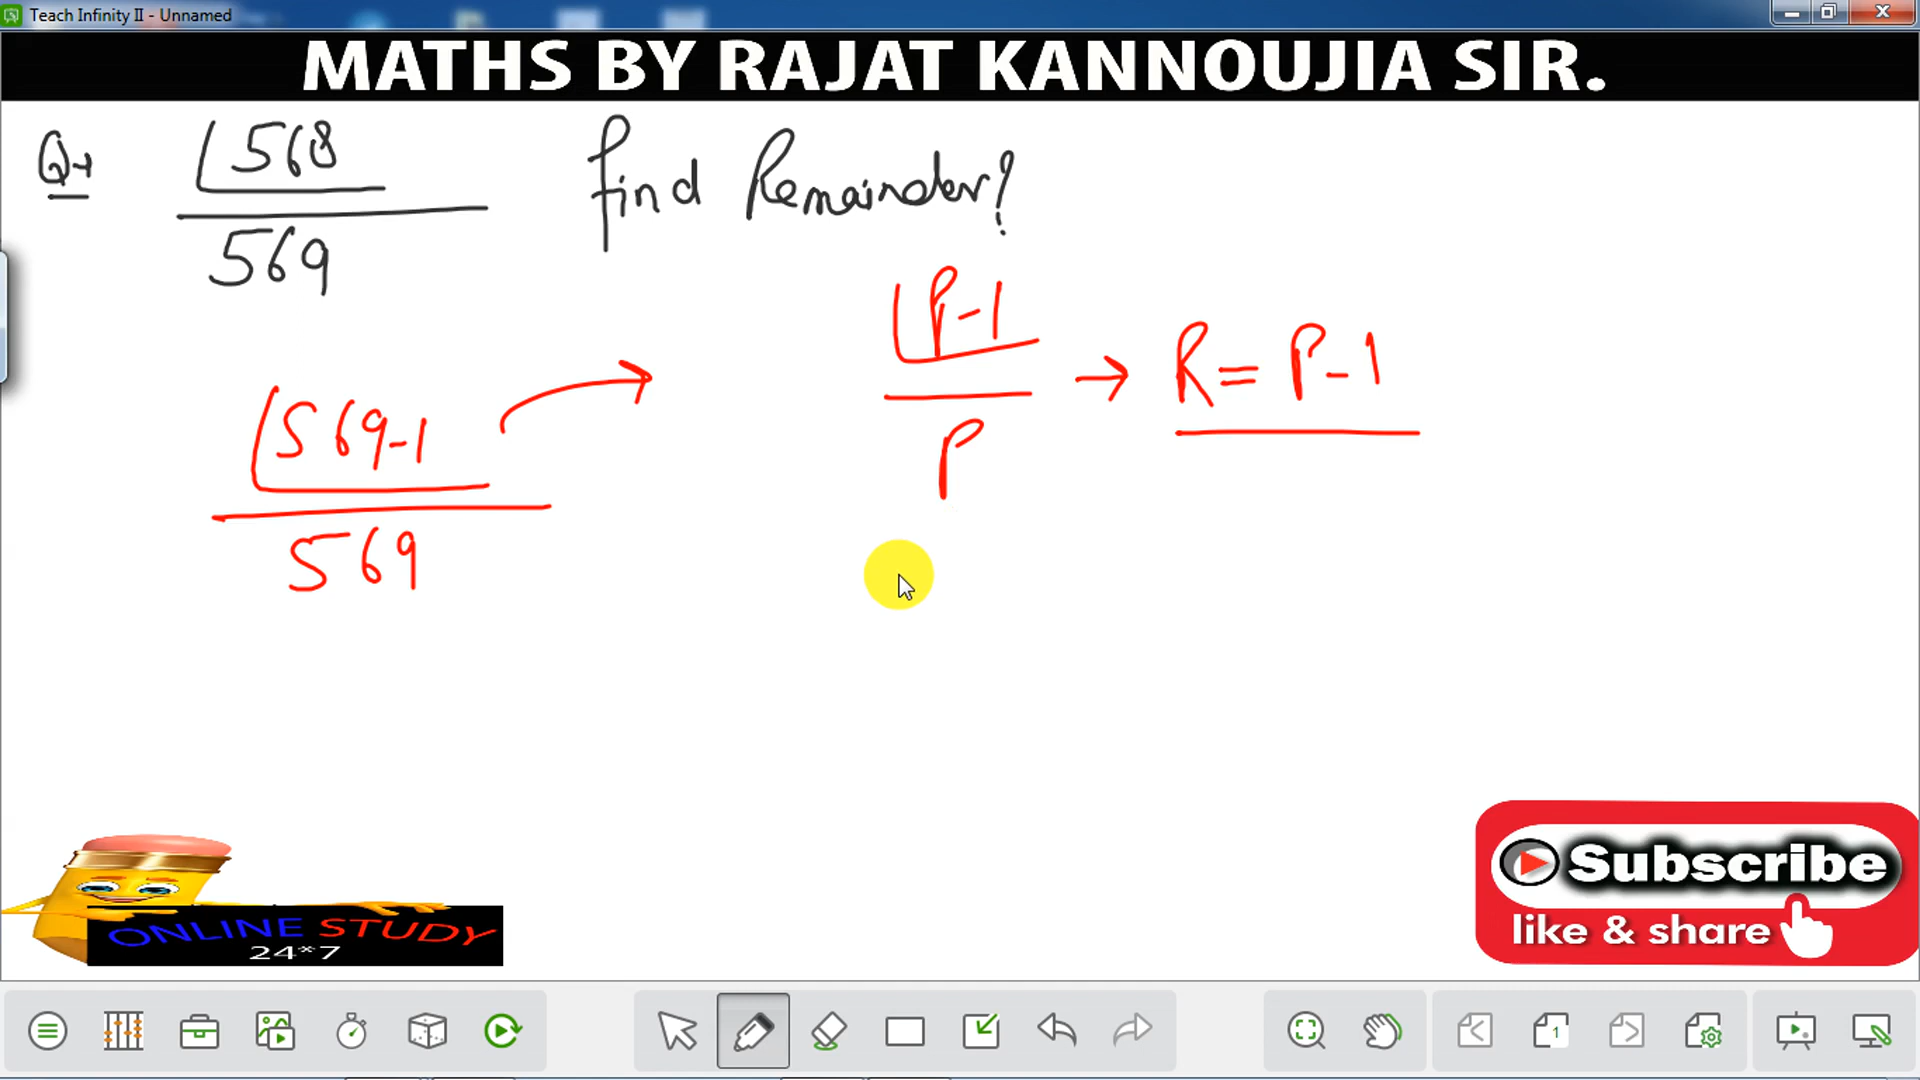 Teach Infinity II - Unnamed
MATHS BY RAJAT KANNOUJIA SIR.
Q→ 568 find Remainder?
569
P-1
→ R= P-1
P
569-1
569
ONLINE STUDY
24*7
Subscribe
like & share
1